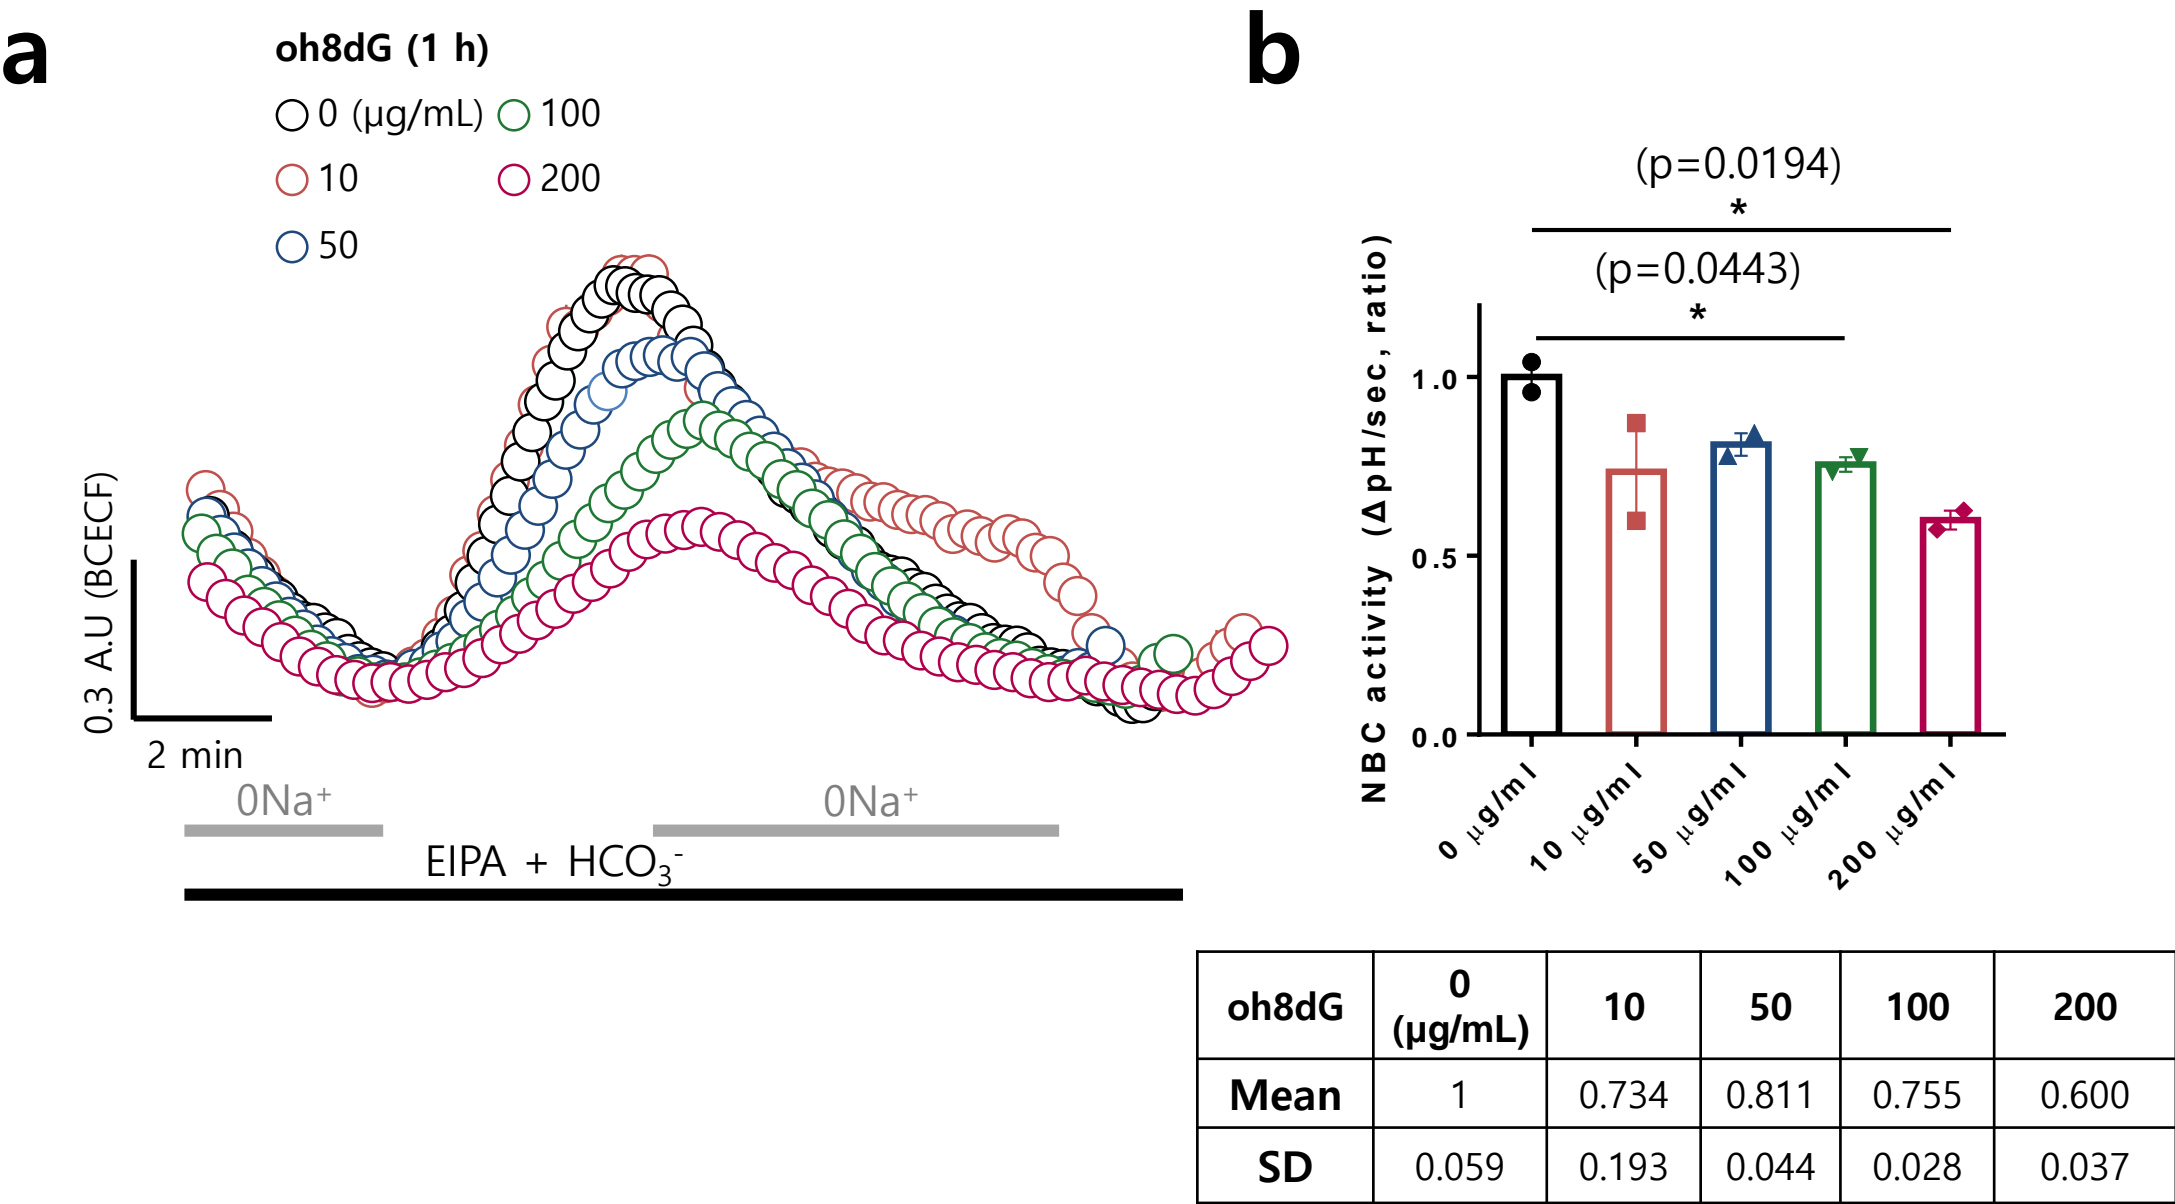 a
oh8dG (1 h)
0 (µg/mL)
100
10
200
50
0.3 A.U (BCECF)
2 min
0Na⁺
0Na⁺
EIPA + HCO₃⁻
b
(p=0.0194)
*
(p=0.0443)
*
NBC activity (ΔpH/sec, ratio)
1.0
0.5
0.0
0 µg/ml
10 µg/ml
50 µg/ml
100 µg/ml
200 µg/ml
oh8dG 0 (µg/mL) 10 50 100 200
Mean 1 0.734 0.811 0.755 0.600
SD 0.059 0.193 0.044 0.028 0.037